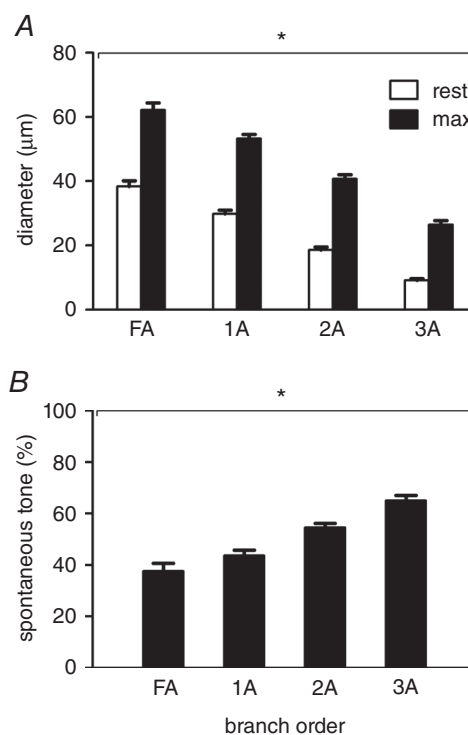 A
*
80
60
40
20
0
diameter (μm)
rest
max
FA 1A 2A 3A
B
*
100
80
60
40
20
0
spontaneous tone (%)
FA 1A 2A 3A
branch order